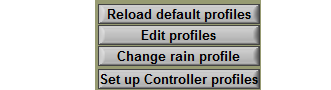 Reload default profiles
Edit profiles
Change rain profile
Set up Controller profiles